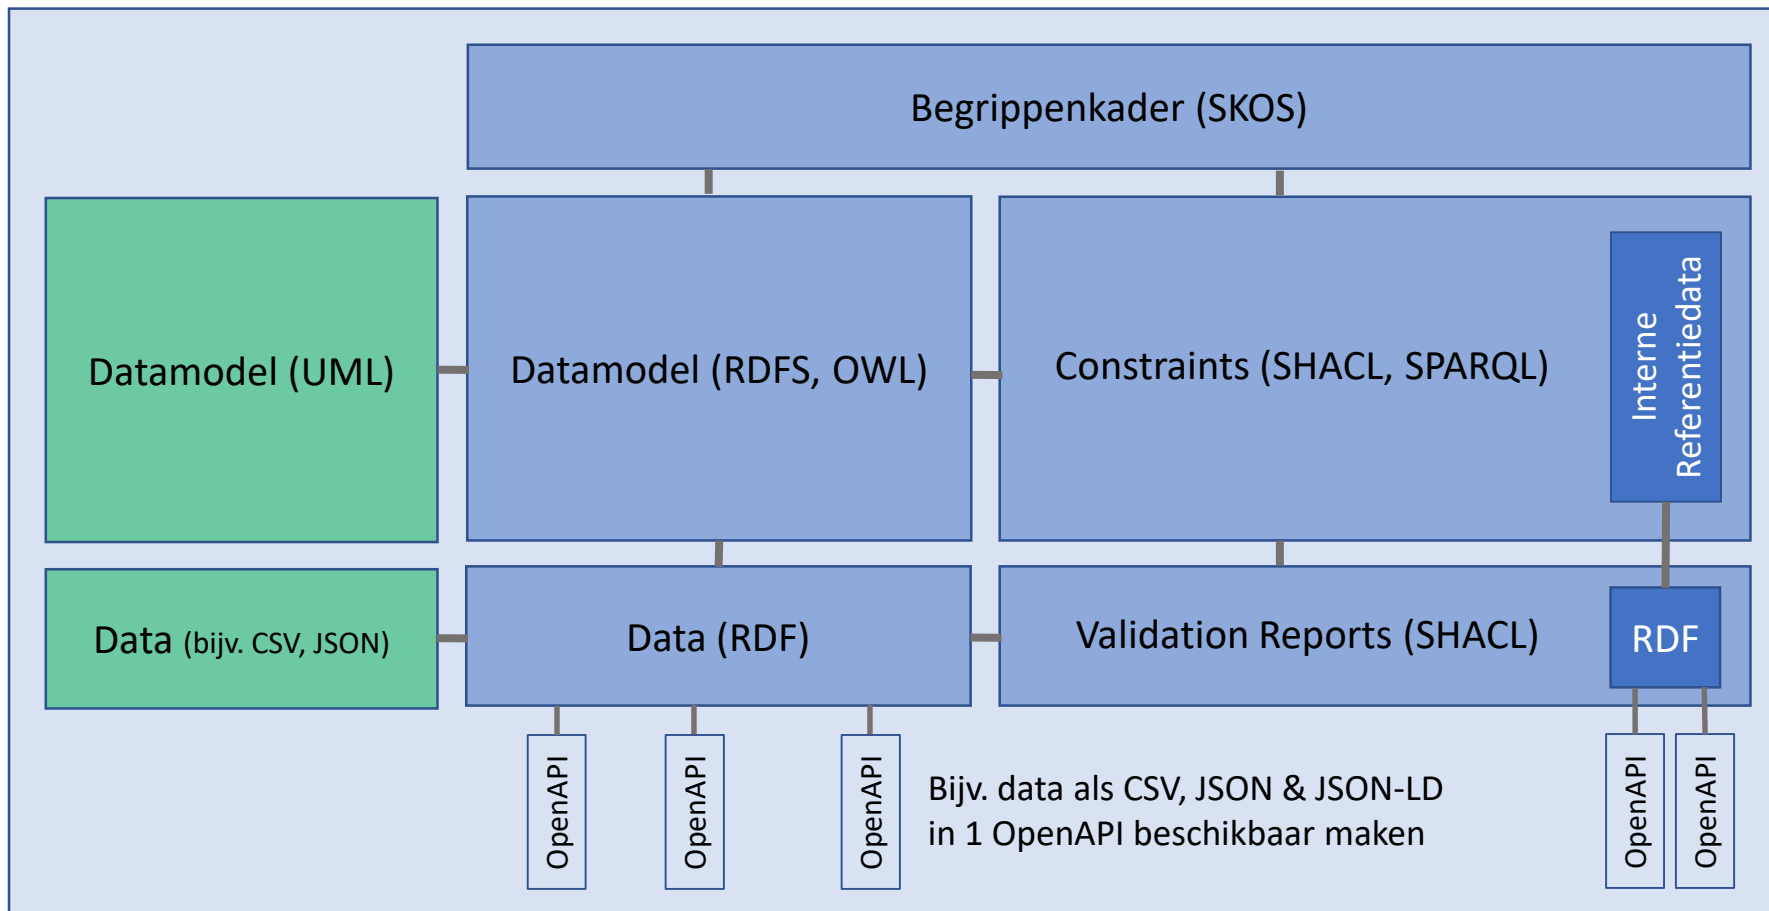 Begrippenkader (SKOS)
Datamodel (UML)
Datamodel (RDFS, OWL)
Constraints (SHACL, SPARQL)
Interne
Referentiedata
Data (bijv. CSV, JSON)
Data (RDF)
Validation Reports (SHACL)
RDF
OpenAPI
OpenAPI
OpenAPI
Bijv. data als CSV, JSON & JSON-LD
in 1 OpenAPI beschikbaar maken
OpenAPI
OpenAPI